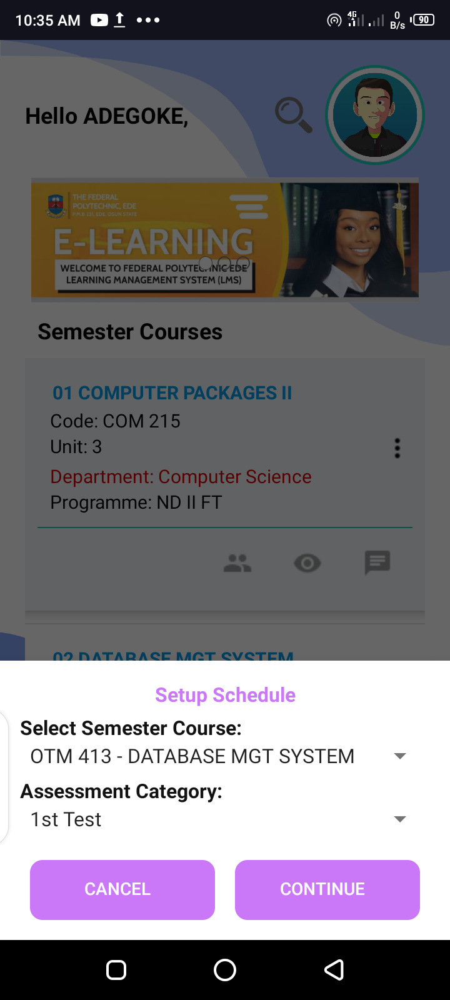 10:35 AM
4G
0
B/s
90
Hello ADEGOKE,
THE FEDERAL
POLYTECHNIC, EDE
P.M.B 231, EDE, OSUN STATE
E-LEARNING
WELCOME TO FEDERAL POLYTECHNIC EDE
LEARNING MANAGEMENT SYSTEM (LMS)
Semester Courses
01 COMPUTER PACKAGES II
Code: COM 215
Unit: 3
Department: Computer Science
Programme: ND II FT
02 DATABASE MGT SYSTEM
Setup Schedule
Select Semester Course:
OTM 413 - DATABASE MGT SYSTEM
Assessment Category:
1st Test
CANCEL
CONTINUE